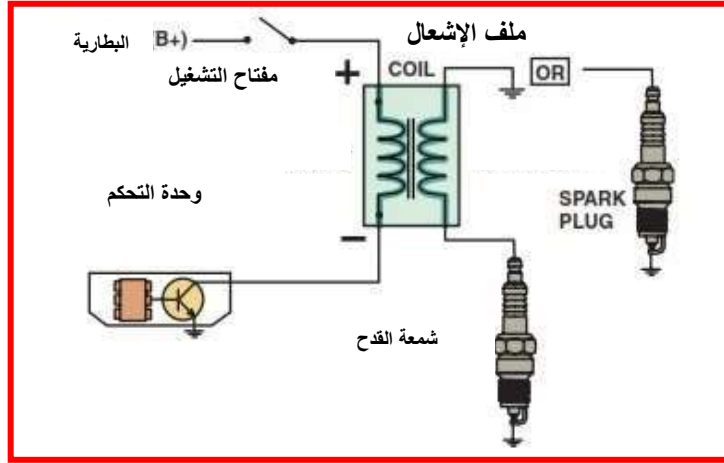 ملف الإشعال
البطارية
B+)
مفتاح التشغيل
+
COIL
OR
وحدة التحكم
SPARK
PLUG
−
شمعة القدح